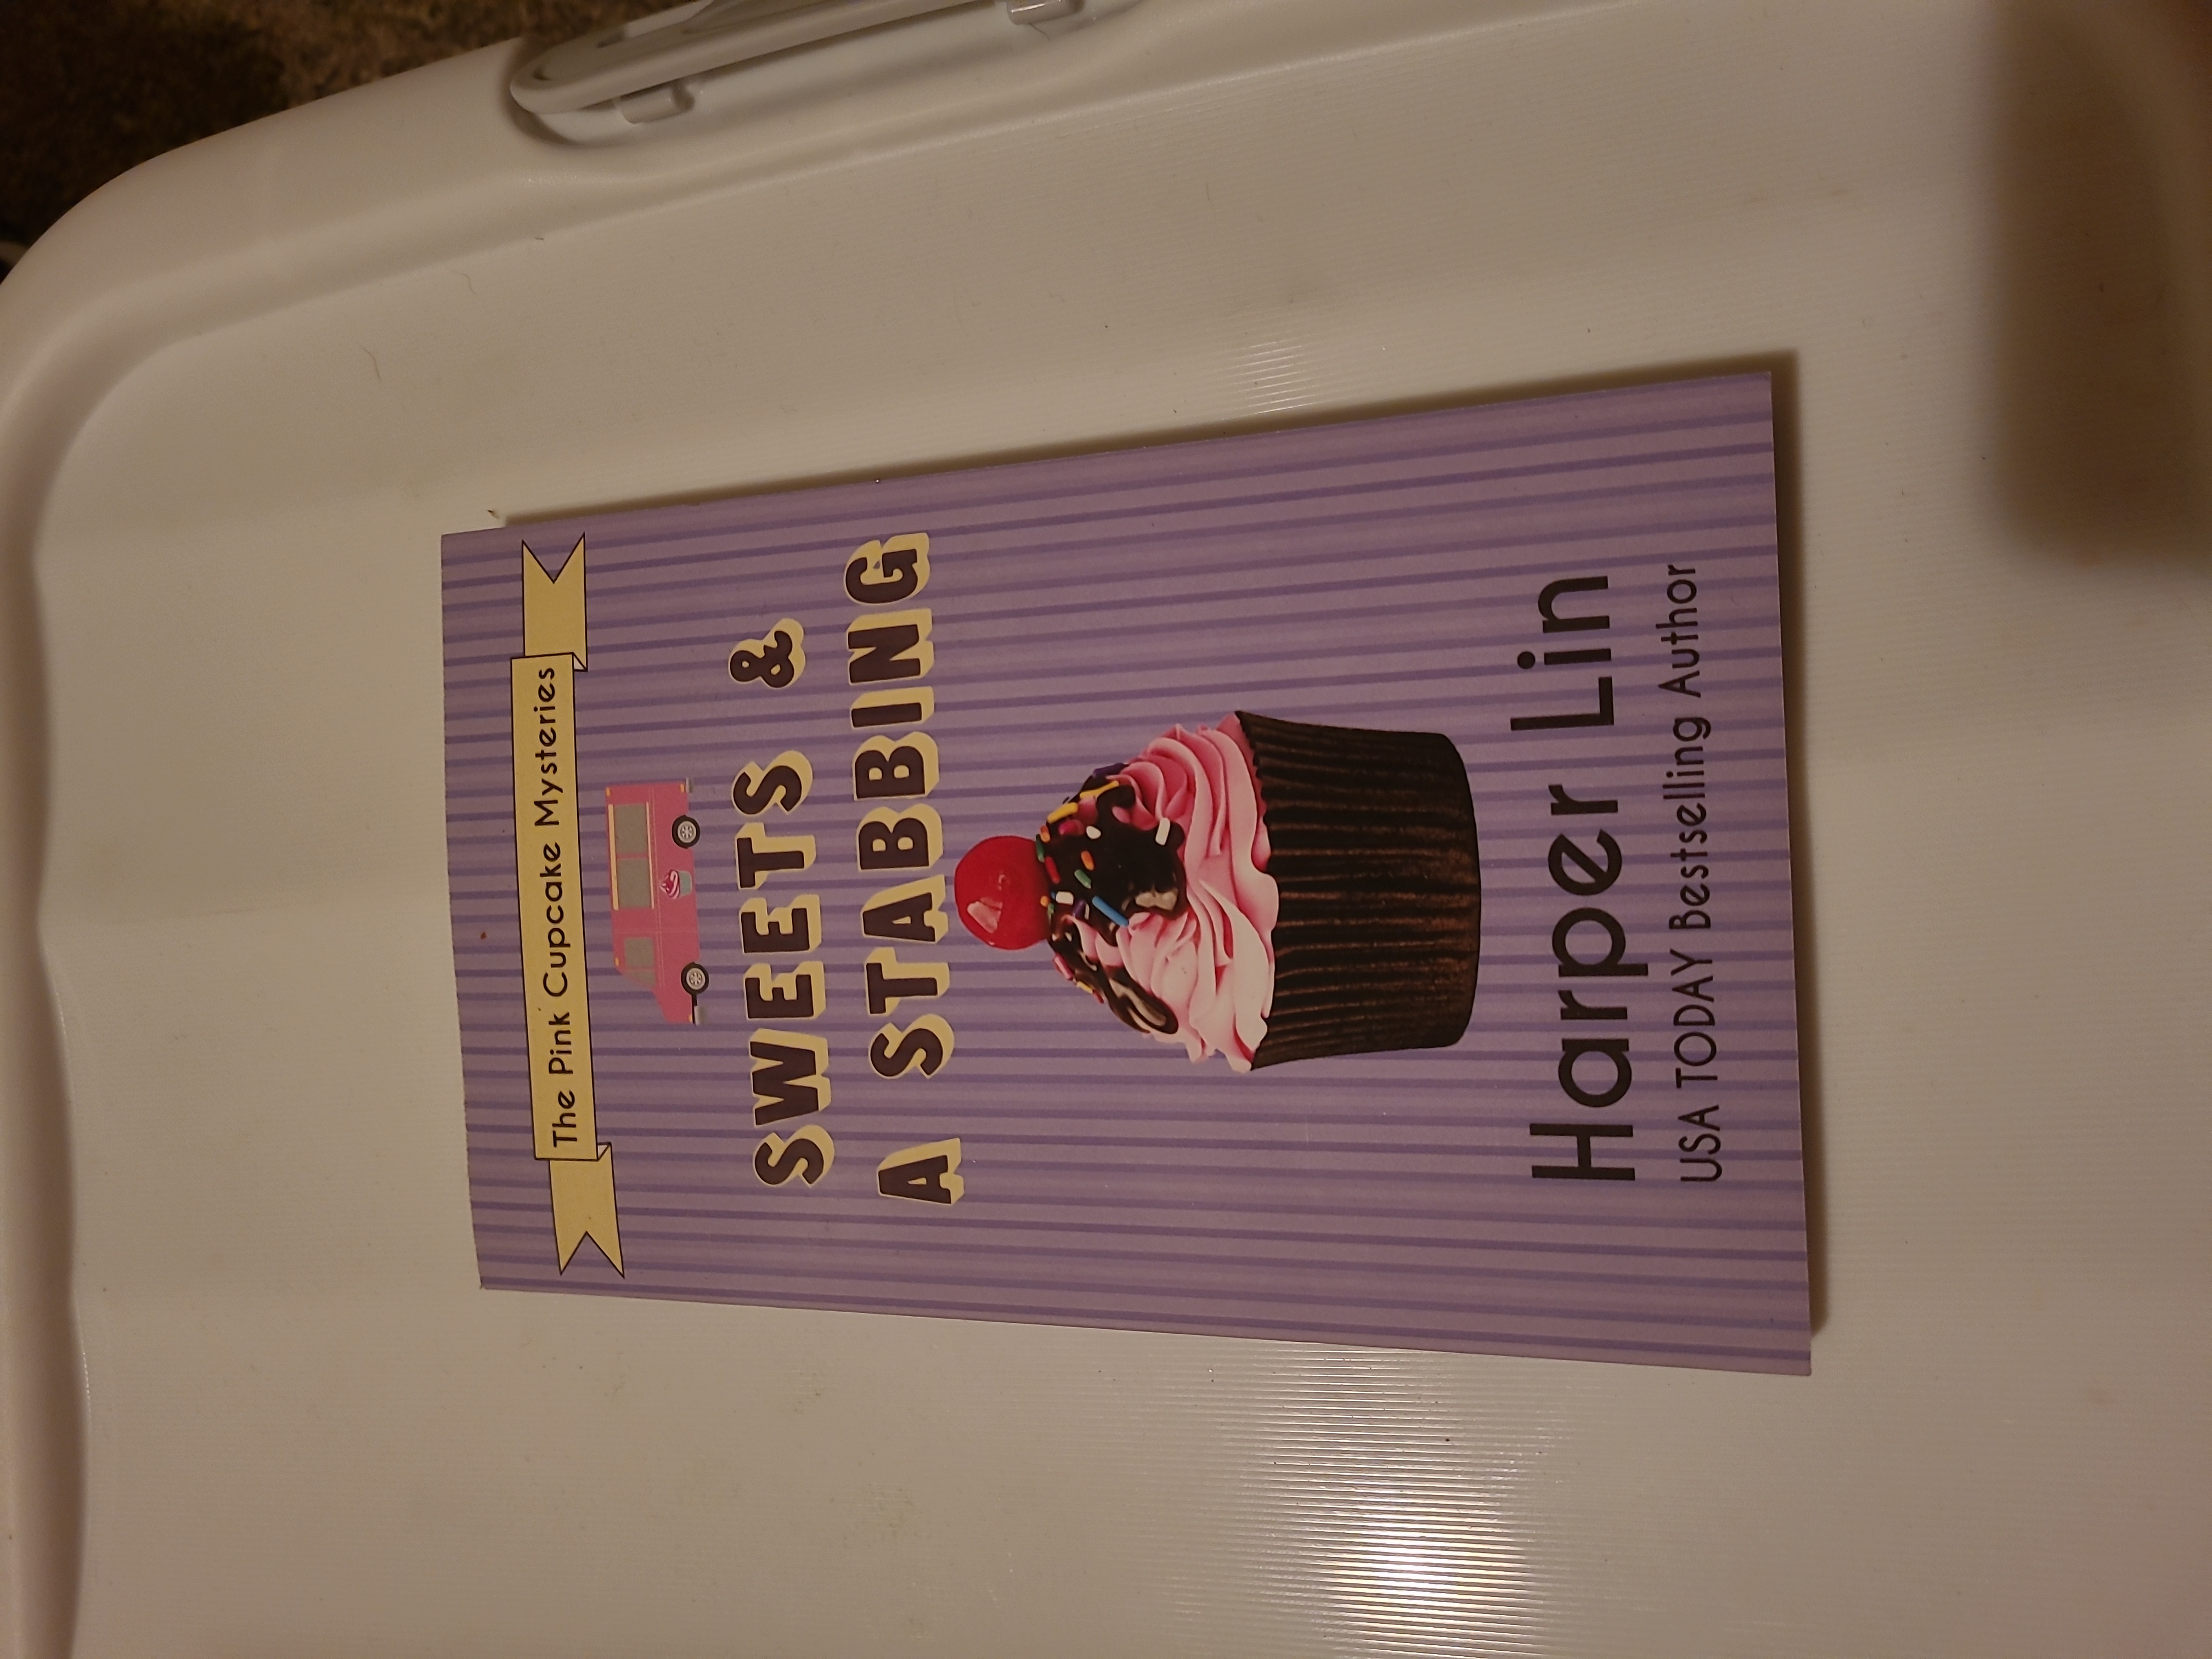 The Pink Cupcake Mysteries
SWEETS &
A STABBING
Harper Lin
USA TODAY Bestselling Author